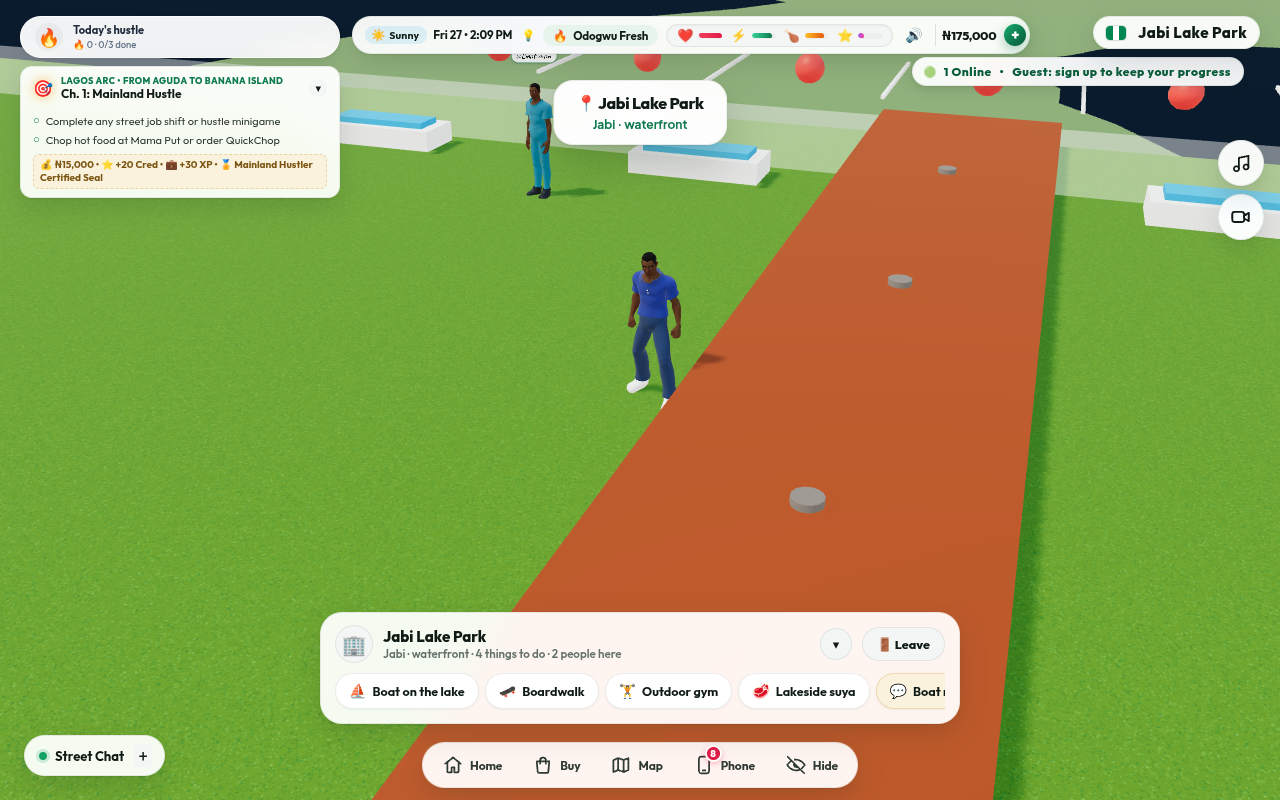 Today's hustle
0 · 0/3 done
LAGOS ARC • FROM AGUDA TO BANANA ISLAND
Ch. 1: Mainland Hustle
Complete any street job shift or hustle minigame
Chop hot food at Mama Put or order QuickChop
₦15,000 • +20 Cred • +30 XP • Mainland Hustler
Certified Seal
Sunny
Fri 27 • 2:09 PM
Odogwu Fresh
₦175,000
+
Jabi Lake Park
1 Online • Guest: sign up to keep your progress
Jabi Lake Park
Jabi · waterfront
Jabi Lake Park
Jabi · waterfront · 4 things to do · 2 people here
Leave
Boat on the lake
Boardwalk
Outdoor gym
Lakeside suya
Boat
Street Chat +
Home
Buy
Map
8
Phone
Hide